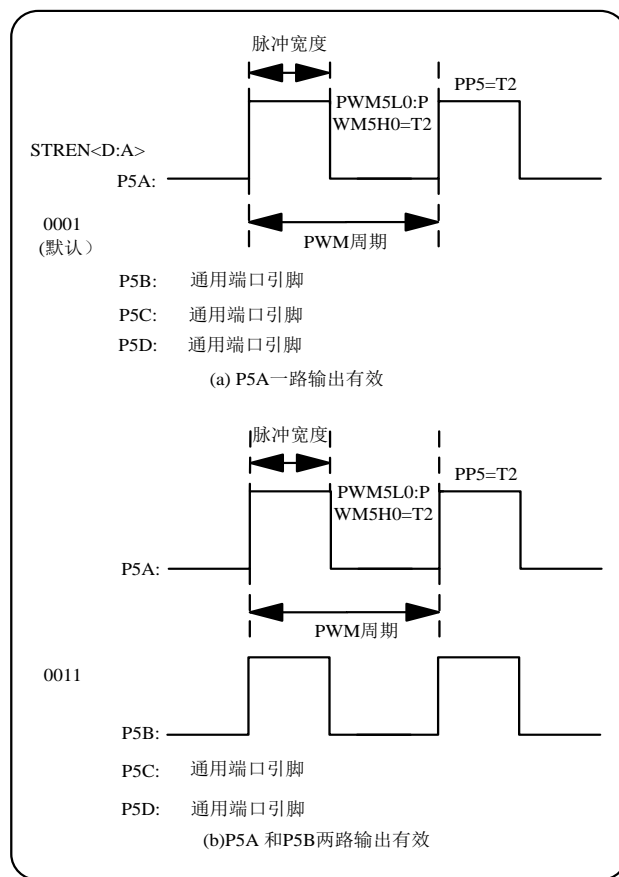 脉冲宽度
PWM5L0:P
WM5H0=T2
PP5=T2
STREN<D:A>
P5A:
0001
(默认）
PWM周期
P5B: 通用端口引脚
P5C: 通用端口引脚
P5D: 通用端口引脚
(a) P5A一路输出有效
脉冲宽度
PWM5L0:P
WM5H0=T2
PP5=T2
P5A:
PWM周期
0011
P5B:
P5C: 通用端口引脚
P5D: 通用端口引脚
(b)P5A 和P5B两路输出有效